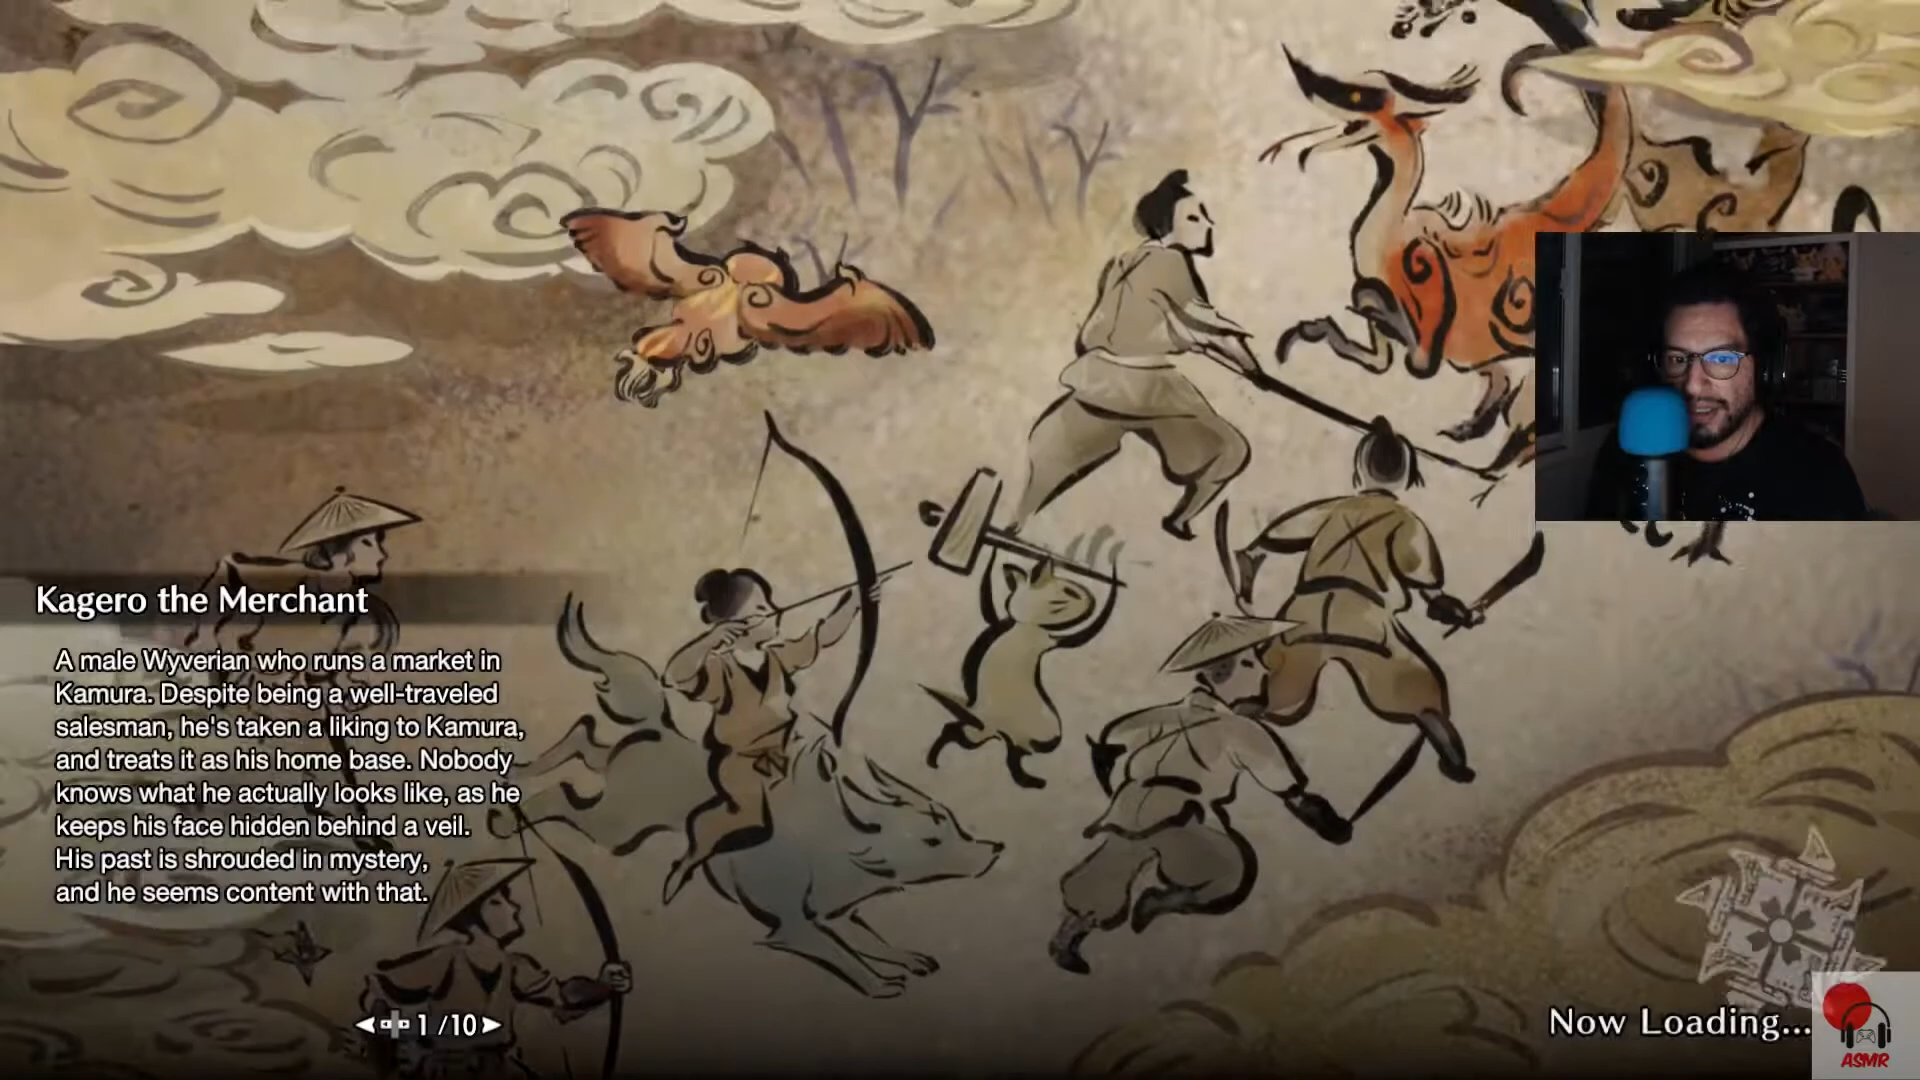 Kagero the Merchant
A male Wyverian who runs a market in
Kamura. Despite being a well-traveled
salesman, he's taken a liking to Kamura,
and treats it as his home base. Nobody
knows what he actually looks like, as he
keeps his face hidden behind a veil.
His past is shrouded in mystery,
and he seems content with that.
1 /10
Now Loading...
ASMR